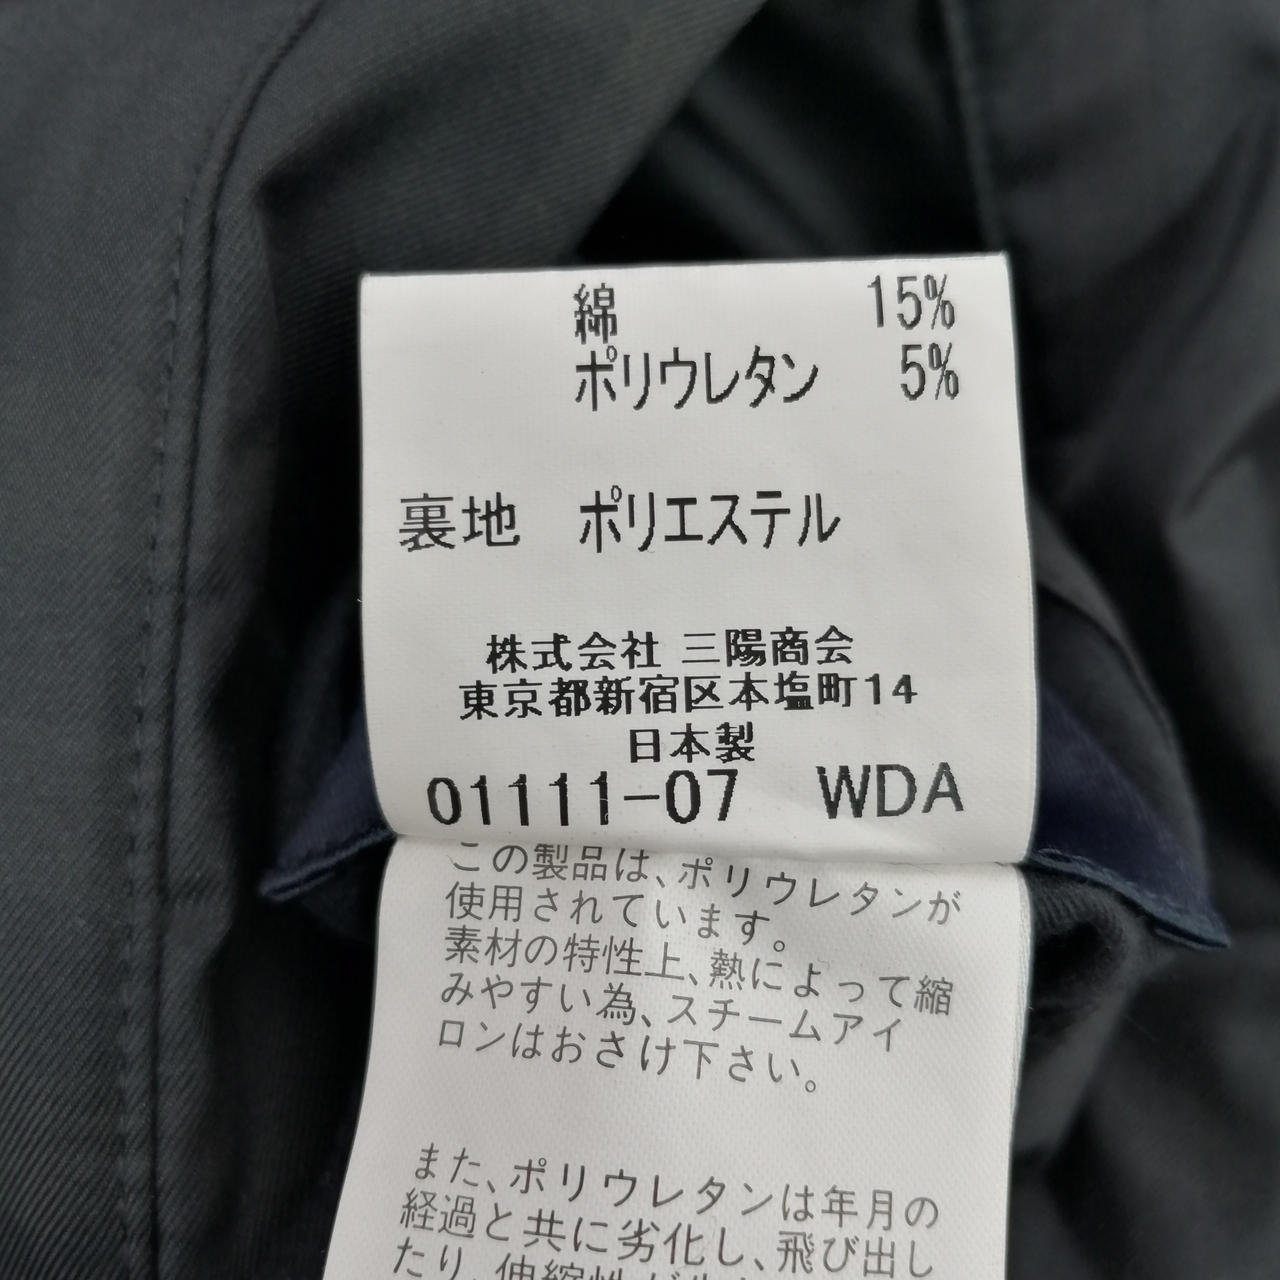 綿 15%
ポリウレタン 5%
裏地 ポリエステル
株式会社 三陽商会
東京都新宿区本塩町14
日本製
01111-07 WDA
この製品は、ポリウレタンが
使用されています。
素材の特性上、熱によって縮
みやすい為、スチームアイ
ロンはおさけ下さい。
また、ポリウレタンは年月の
経過と共に劣化し、飛び出し
たり、伸縮性が